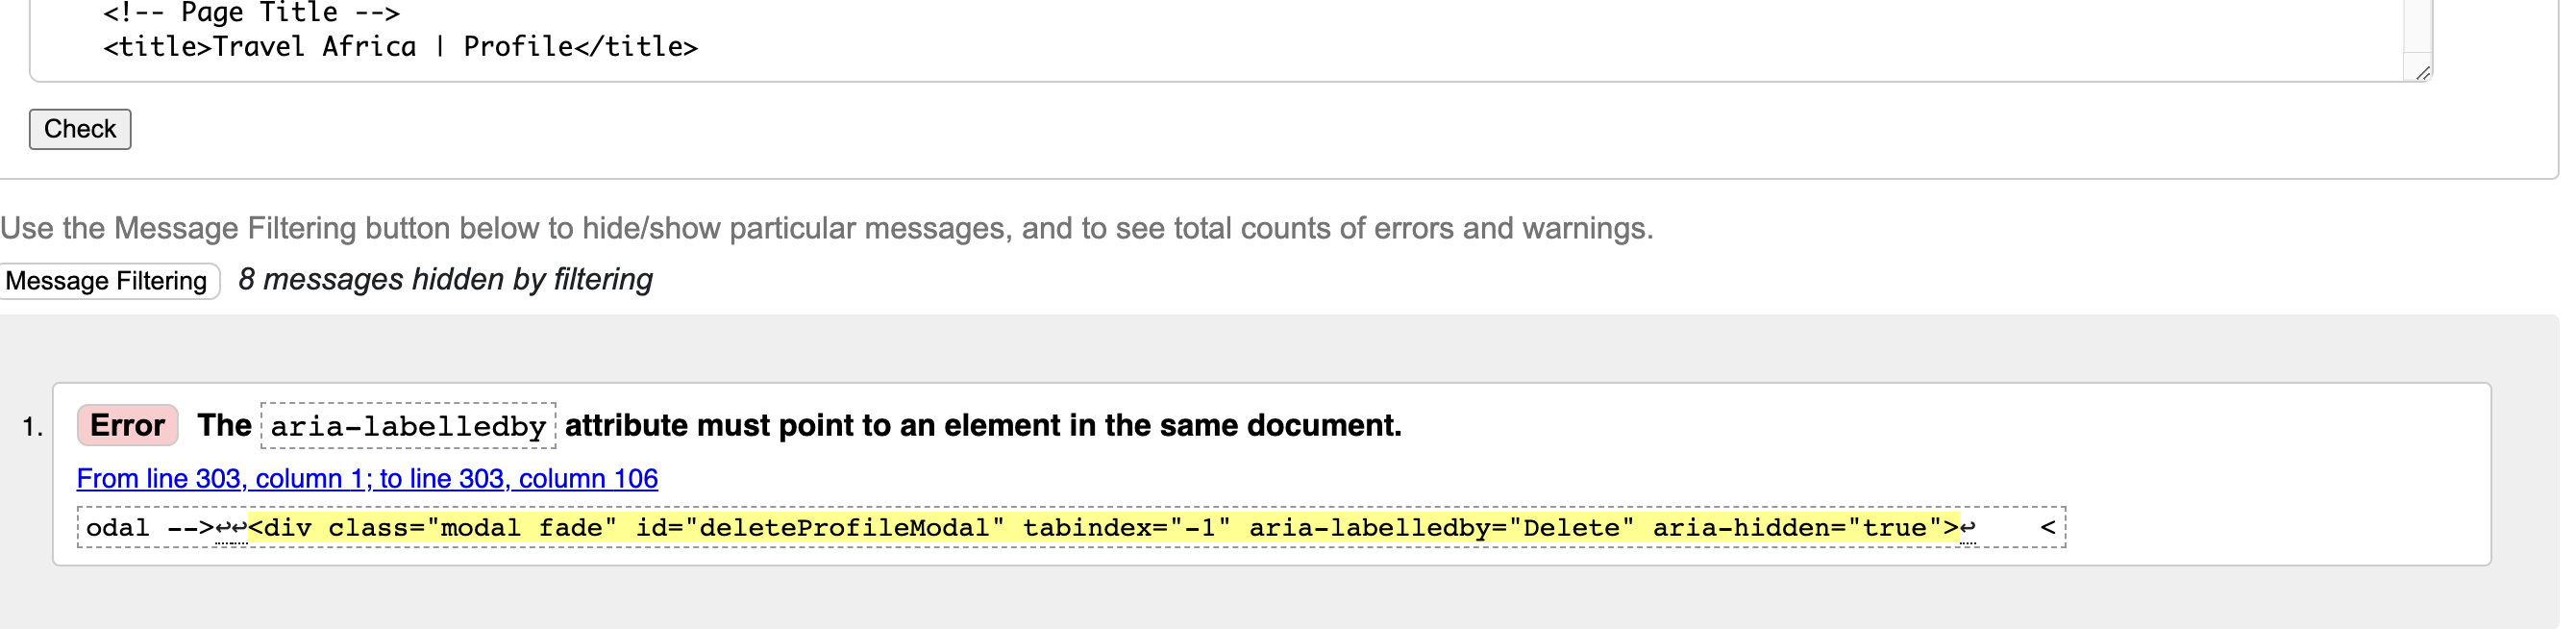 <!-- Page Title -->
<title>Travel Africa | Profile</title>
Check
Use the Message Filtering button below to hide/show particular messages, and to see total counts of errors and warnings.
Message Filtering 8 messages hidden by filtering
1. Error The aria-labelledby attribute must point to an element in the same document.
From line 303, column 1; to line 303, column 106
odal -->↩↩<div class="modal fade" id="deleteProfileModal" tabindex="-1" aria-labelledby="Delete" aria-hidden="true">↩    <